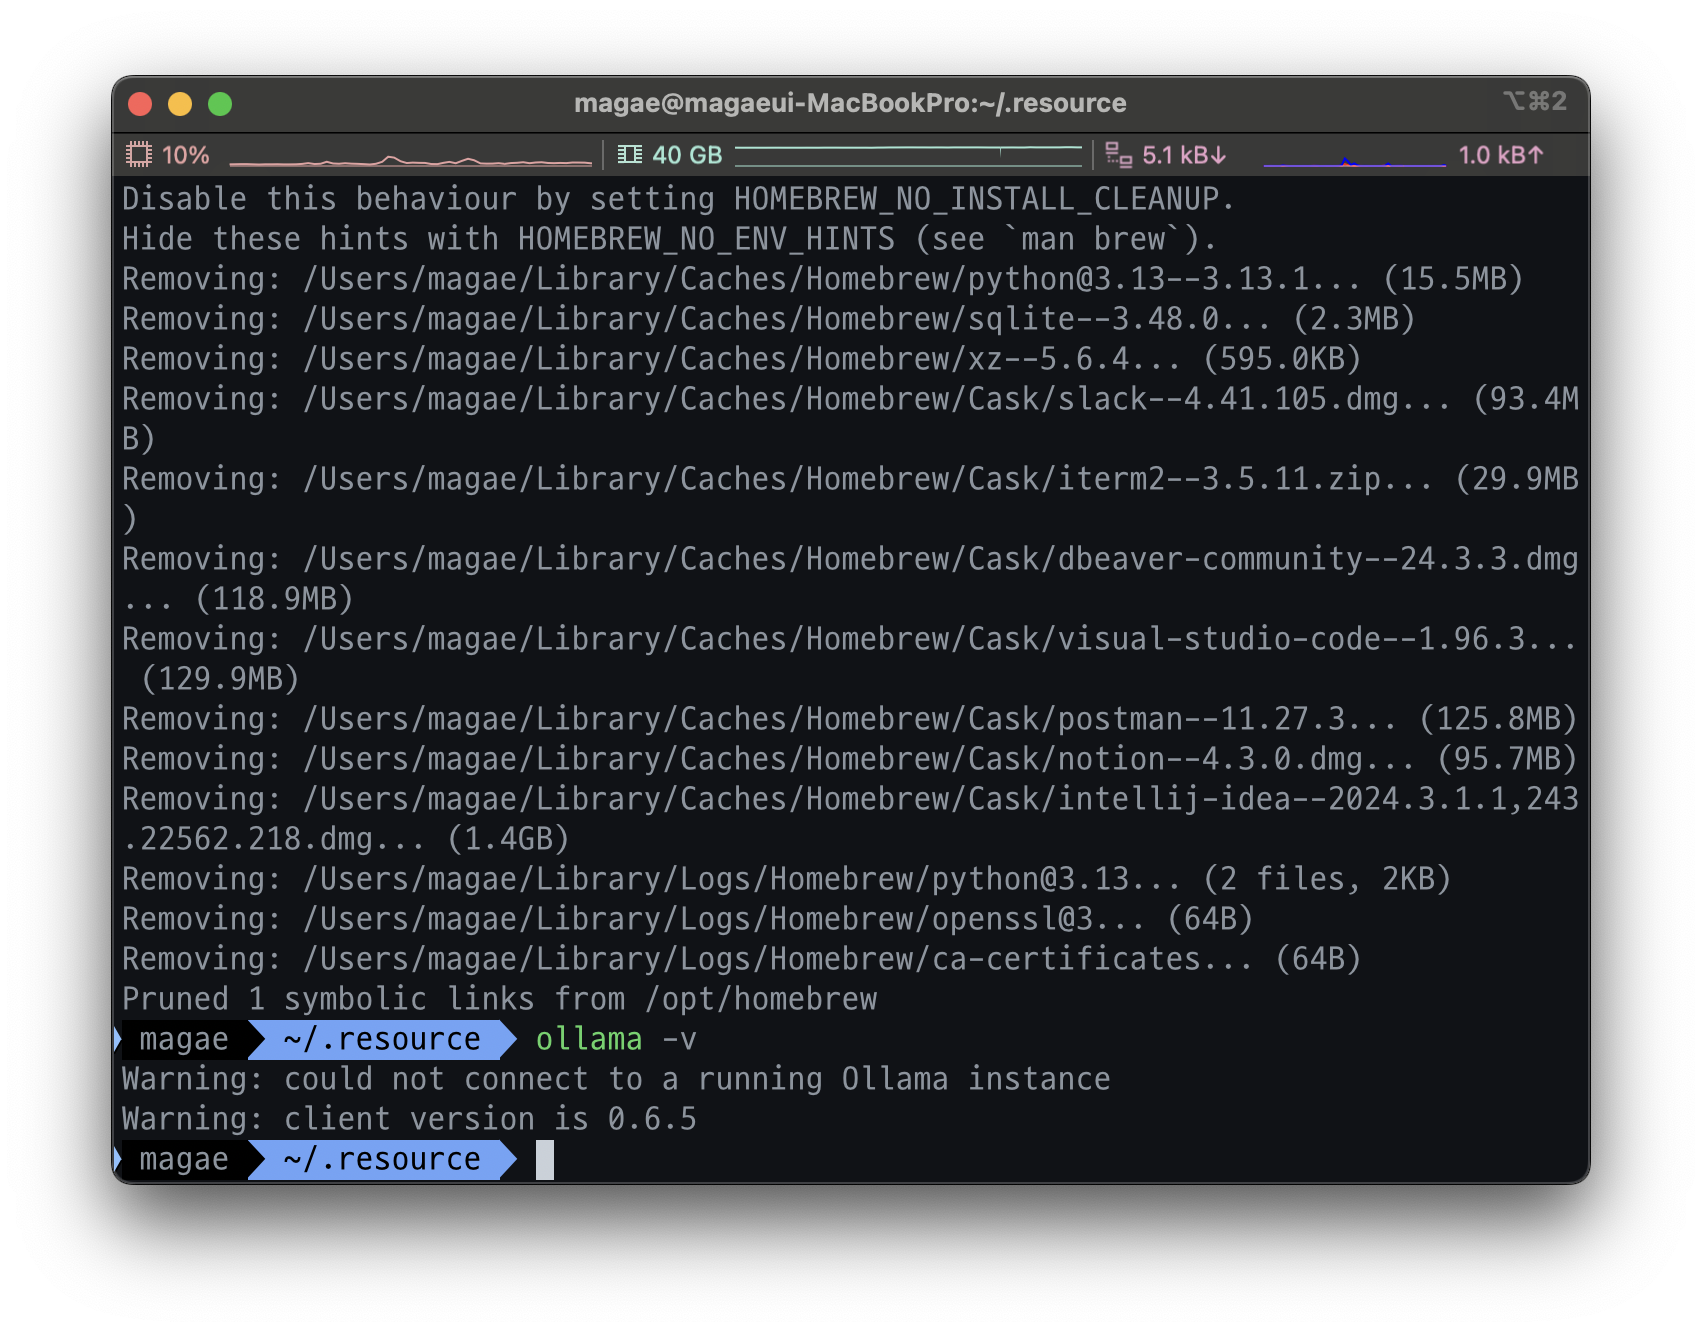 magae@magaeui-MacBookPro:~/.resource
⌥⌘2
10%
40 GB
5.1 kB↓
1.0 kB↑
Disable this behaviour by setting HOMEBREW_NO_INSTALL_CLEANUP.
Hide these hints with HOMEBREW_NO_ENV_HINTS (see `man brew`).
Removing: /Users/magae/Library/Caches/Homebrew/python@3.13--3.13.1... (15.5MB)
Removing: /Users/magae/Library/Caches/Homebrew/sqlite--3.48.0... (2.3MB)
Removing: /Users/magae/Library/Caches/Homebrew/xz--5.6.4... (595.0KB)
Removing: /Users/magae/Library/Caches/Homebrew/Cask/slack--4.41.105.dmg... (93.4M
B)
Removing: /Users/magae/Library/Caches/Homebrew/Cask/iterm2--3.5.11.zip... (29.9MB
)
Removing: /Users/magae/Library/Caches/Homebrew/Cask/dbeaver-community--24.3.3.dmg
... (118.9MB)
Removing: /Users/magae/Library/Caches/Homebrew/Cask/visual-studio-code--1.96.3...
 (129.9MB)
Removing: /Users/magae/Library/Caches/Homebrew/Cask/postman--11.27.3... (125.8MB)
Removing: /Users/magae/Library/Caches/Homebrew/Cask/notion--4.3.0.dmg... (95.7MB)
Removing: /Users/magae/Library/Caches/Homebrew/Cask/intellij-idea--2024.3.1.1,243
.22562.218.dmg... (1.4GB)
Removing: /Users/magae/Library/Logs/Homebrew/python@3.13... (2 files, 2KB)
Removing: /Users/magae/Library/Logs/Homebrew/openssl@3... (64B)
Removing: /Users/magae/Library/Logs/Homebrew/ca-certificates... (64B)
Pruned 1 symbolic links from /opt/homebrew
magae ~/.resource ollama -v
Warning: could not connect to a running Ollama instance
Warning: client version is 0.6.5
magae ~/.resource